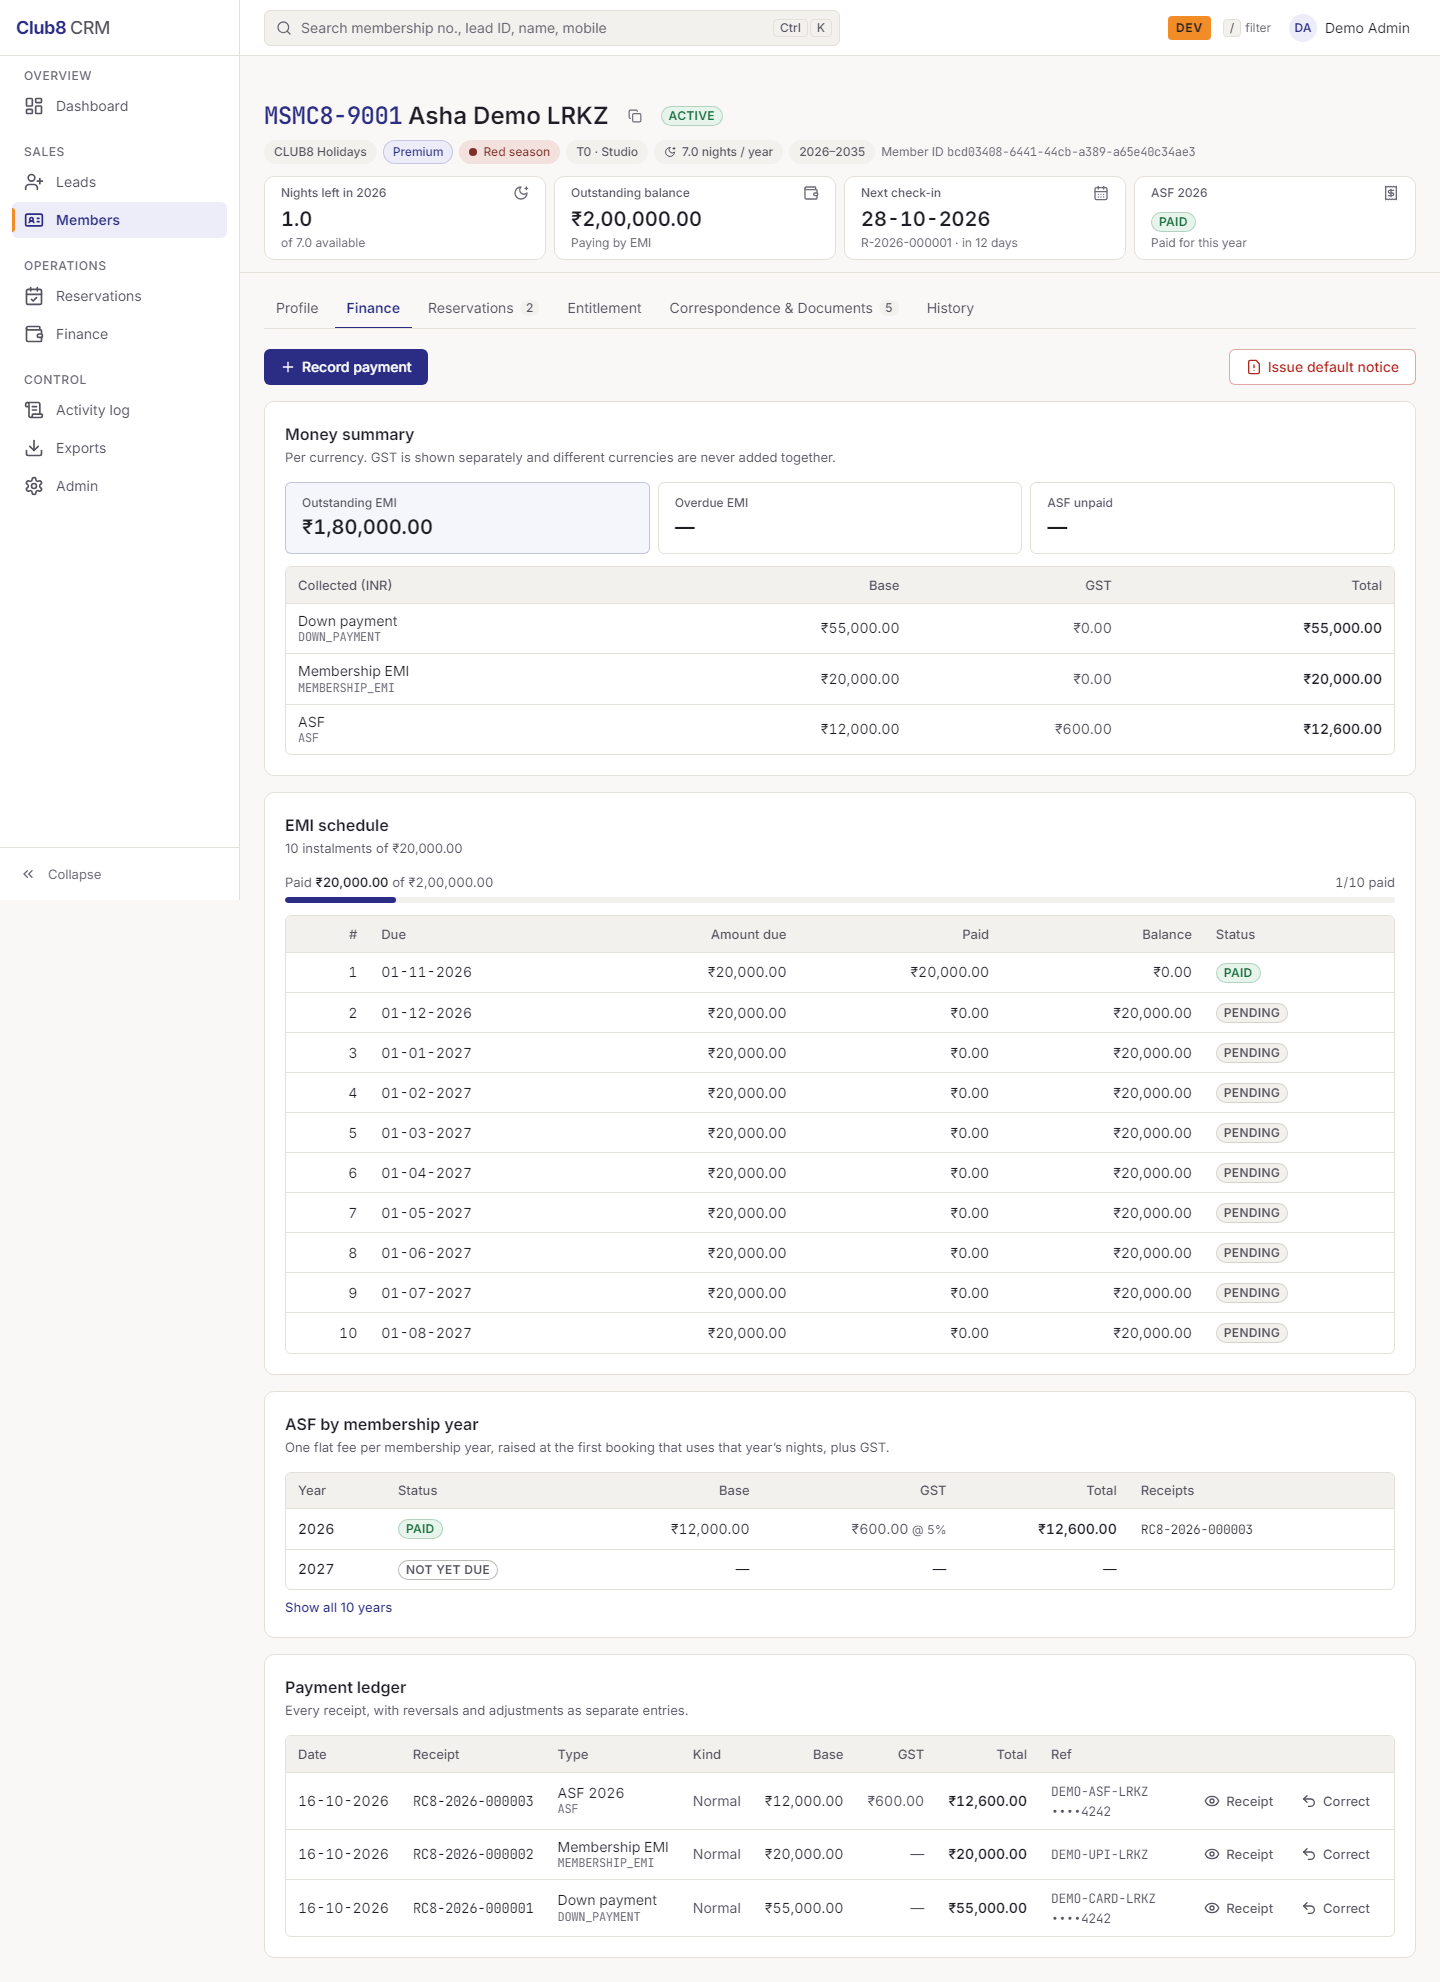 Club8 CRM
Search membership no., lead ID, name, mobile
Ctrl K
DEV
/ filter
DA
Demo Admin
OVERVIEW
Dashboard
SALES
Leads
Members
OPERATIONS
Reservations
Finance
CONTROL
Activity log
Exports
Admin
Collapse
MSMC8-9001 Asha Demo LRKZ
ACTIVE
CLUB8 Holidays
Premium
Red season
T0 · Studio
7.0 nights / year
2026–2035
Member ID bcd03408-6441-44cb-a389-a65e40c34ae3
Nights left in 2026
1.0
of 7.0 available
Outstanding balance
₹2,00,000.00
Paying by EMI
Next check-in
28-10-2026
R-2026-000001 · in 12 days
ASF 2026
PAID
Paid for this year
Profile
Finance
Reservations 2
Entitlement
Correspondence & Documents 5
History
Record payment
Issue default notice
Money summary
Per currency. GST is shown separately and different currencies are never added together.
Outstanding EMI
₹1,80,000.00
Overdue EMI
—
ASF unpaid
—
Collected (INR) Base GST Total
Down payment ₹55,000.00 ₹0.00 ₹55,000.00
DOWN_PAYMENT
Membership EMI ₹20,000.00 ₹0.00 ₹20,000.00
MEMBERSHIP_EMI
ASF ₹12,000.00 ₹600.00 ₹12,600.00
ASF
EMI schedule
10 instalments of ₹20,000.00
Paid ₹20,000.00 of ₹2,00,000.00
1/10 paid
# Due Amount due Paid Balance Status
1 01-11-2026 ₹20,000.00 ₹20,000.00 ₹0.00 PAID
2 01-12-2026 ₹20,000.00 ₹0.00 ₹20,000.00 PENDING
3 01-01-2027 ₹20,000.00 ₹0.00 ₹20,000.00 PENDING
4 01-02-2027 ₹20,000.00 ₹0.00 ₹20,000.00 PENDING
5 01-03-2027 ₹20,000.00 ₹0.00 ₹20,000.00 PENDING
6 01-04-2027 ₹20,000.00 ₹0.00 ₹20,000.00 PENDING
7 01-05-2027 ₹20,000.00 ₹0.00 ₹20,000.00 PENDING
8 01-06-2027 ₹20,000.00 ₹0.00 ₹20,000.00 PENDING
9 01-07-2027 ₹20,000.00 ₹0.00 ₹20,000.00 PENDING
10 01-08-2027 ₹20,000.00 ₹0.00 ₹20,000.00 PENDING
ASF by membership year
One flat fee per membership year, raised at the first booking that uses that year's nights, plus GST.
Year Status Base GST Total Receipts
2026 PAID ₹12,000.00 ₹600.00 @ 5% ₹12,600.00 RC8-2026-000003
2027 NOT YET DUE — — —
Show all 10 years
Payment ledger
Every receipt, with reversals and adjustments as separate entries.
Date Receipt Type Kind Base GST Total Ref
16-10-2026 RC8-2026-000003 ASF 2026 Normal ₹12,000.00 ₹600.00 ₹12,600.00 DEMO-ASF-LRKZ Receipt Correct
ASF ••••4242
16-10-2026 RC8-2026-000002 Membership EMI Normal ₹20,000.00 — ₹20,000.00 DEMO-UPI-LRKZ Receipt Correct
MEMBERSHIP_EMI
16-10-2026 RC8-2026-000001 Down payment Normal ₹55,000.00 — ₹55,000.00 DEMO-CARD-LRKZ Receipt Correct
DOWN_PAYMENT ••••4242